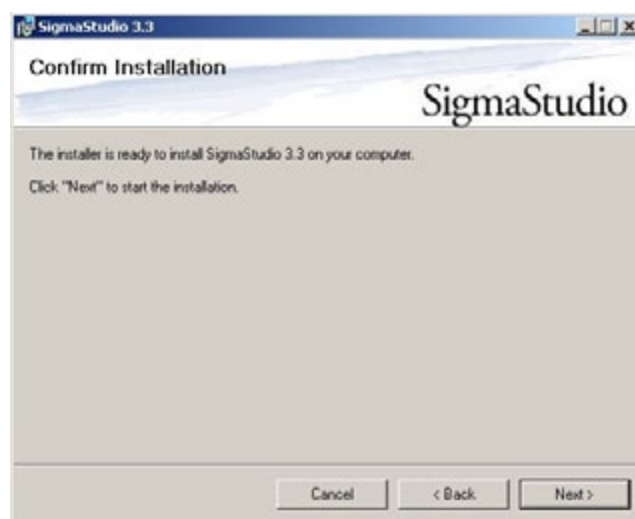 SigmaStudio 3.3
Confirm Installation
SigmaStudio
The installer is ready to install SigmaStudio 3.3 on your computer.
Click "Next" to start the installation.
Cancel
< Back
Next >